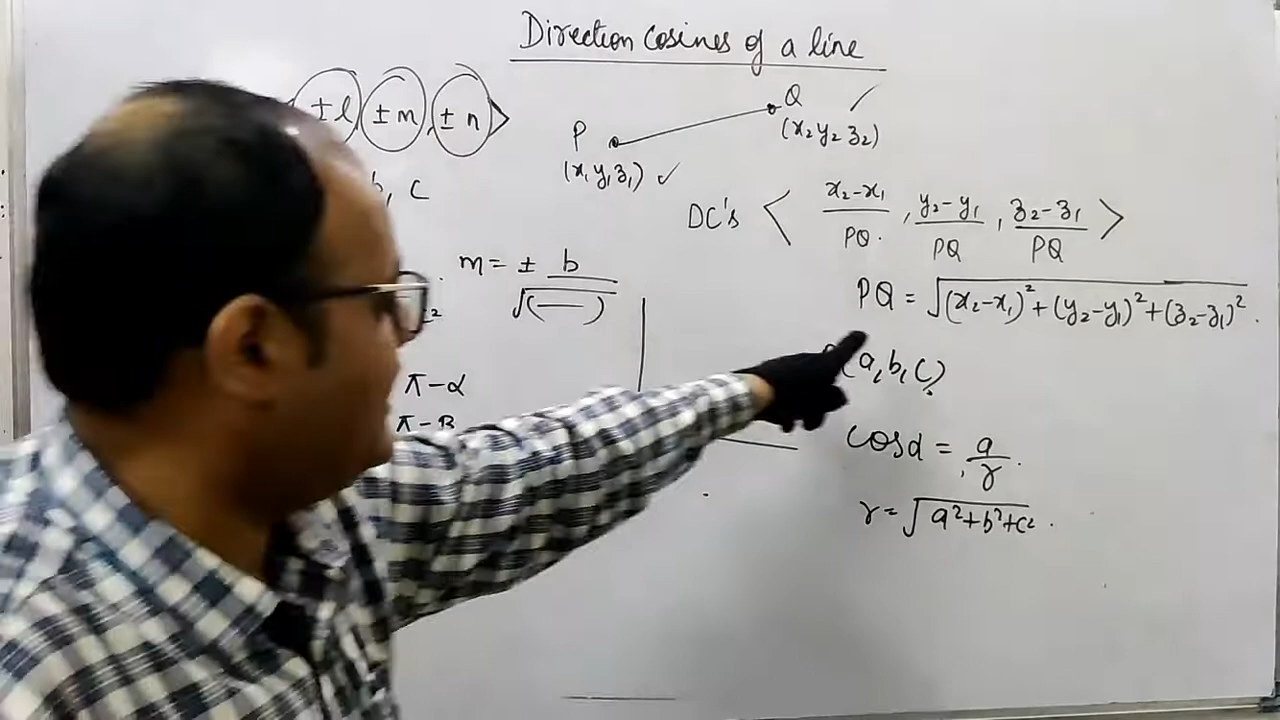 Direction Cosines of a line
±l, ±m, ±n >
P
Q
(x₁ y₁ z₁) ✓
(x₂ y₂ z₂)
b, c
DC's < x₂-x₁/PQ, y₂-y₁/PQ, z₂-z₁/PQ >
m = ± b/√(—)
PQ = √(x₂-x₁)² + (y₂-y₁)² + (z₂-z₁)².
(a, b, c)
π-α
π-β
cosα = a/r
r = √a²+b²+c².